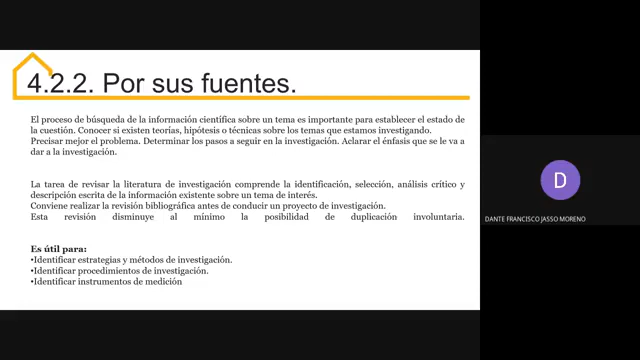 4.2.2. Por sus fuentes.
El proceso de búsqueda de la información científica sobre un tema es importante para establecer el estado de
la cuestión. Conocer si existen teorías, hipótesis o técnicas sobre los temas que estamos investigando.
Precisar mejor el problema. Determinar los pasos a seguir en la investigación. Aclarar el énfasis que se le va a
dar a la investigación.
La tarea de revisar la literatura de investigación comprende la identificación, selección, análisis crítico y
descripción escrita de la información existente sobre un tema de interés.
Conviene realizar la revisión bibliográfica antes de conducir un proyecto de investigación.
Esta revisión disminuye al mínimo la posibilidad de duplicación involuntaria.
Es útil para:
•Identificar estrategias y métodos de investigación.
•Identificar procedimientos de investigación.
•Identificar instrumentos de medición
D
DANTE FRANCISCO JASSO MORENO